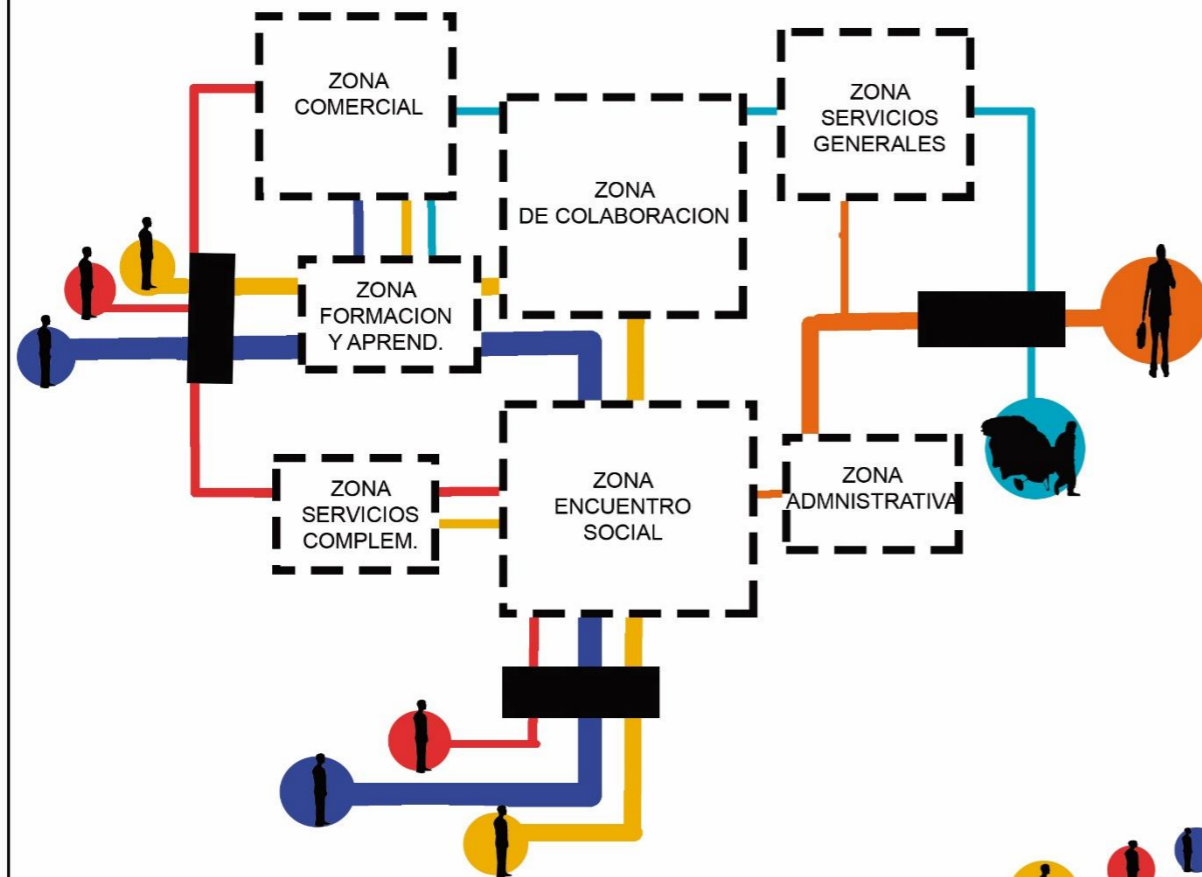 ZONA
COMERCIAL
ZONA
SERVICIOS
GENERALES
ZONA
DE COLABORACION
ZONA
FORMACION
Y APREND.
ZONA
SERVICIOS
COMPLEM.
ZONA
ENCUENTRO
SOCIAL
ZONA
ADMNISTRATIVA